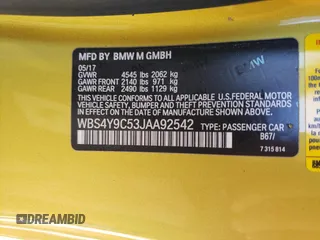 MFD BY BMW M GMBH
05/17
GVWR 4545 lbs 2062 kg
GAWR FRONT 2140 lbs 971 kg
GAWR REAR 2490 lbs 1129 kg
THIS VEHICLE CONFORMS TO ALL APPLICABLE U.S.FEDERAL MOTOR
VEHICLE SAFETY, BUMPER AND THEFT PREVENTION STANDARDS
IN EFFECT ON THE DATE OF MANUFACTURE SHOWN ABOVE.
WBS4Y9C53JAA92542 TYPE: PASSENGER CAR
B67/
7 315 814
DREAMBID